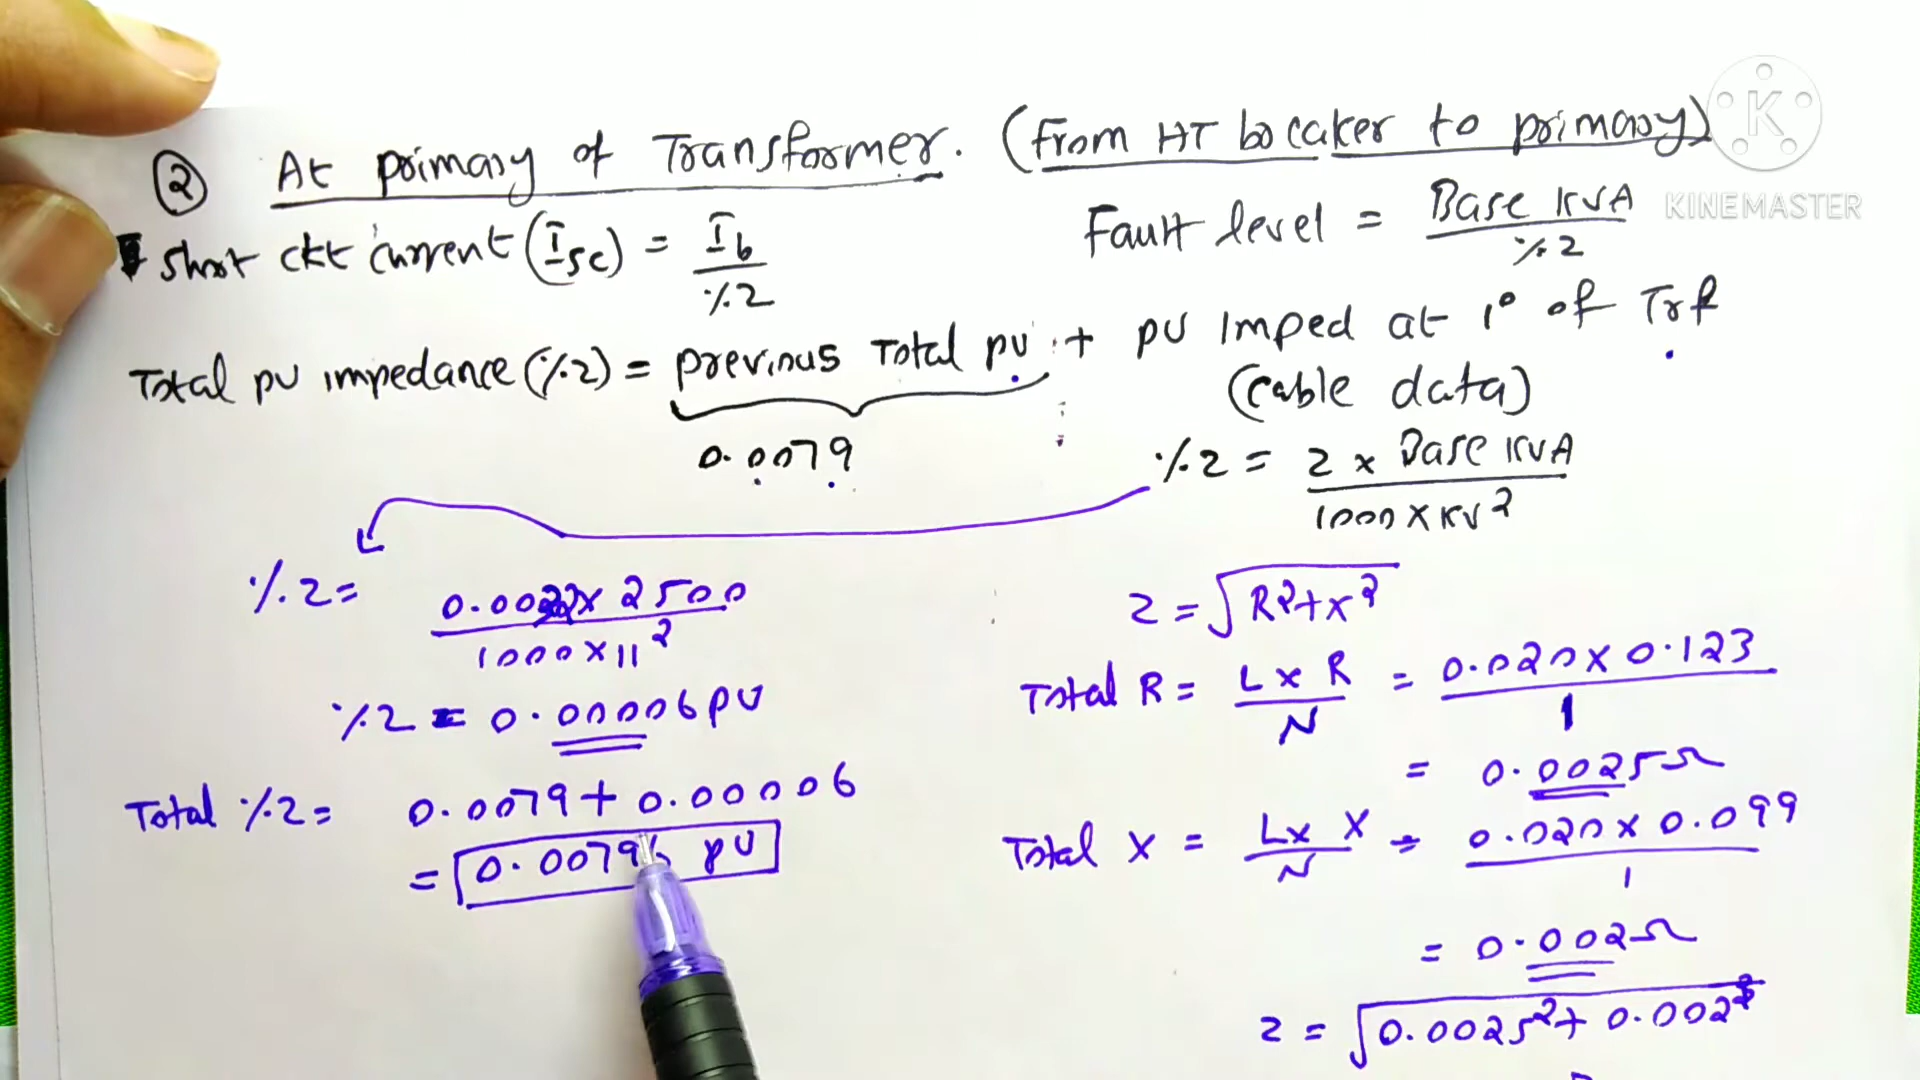 ② At primary of Transformer. (From HT breaker to primary)
Short ckt current (Isc) = Ib / %Z
Fault level = Base KVA / %Z
Total PU impedance (%Z) = previous Total PU + PU Imped at 1° of Trf
(cable data)
0.0079
%Z = Z x Base KVA / 1000 x KV²
%Z = 0.0032 x 2500 / 1000 x 11²
%Z = 0.00006 PU
Total %Z = 0.0079 + 0.00006
= 0.00796 PU
Z = √R²+X²
Total R = L x R / N = 0.020 x 0.123 / 1
= 0.0025Ω
Total X = L x X / N = 0.020 x 0.099 / 1
= 0.002Ω
Z = √0.0025² + 0.002²
K
KINEMASTER